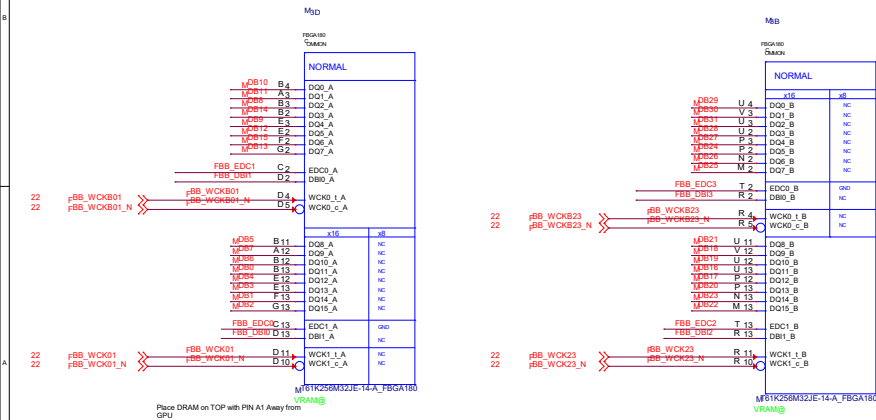 B
M3D
FBGA180
COMMON
NORMAL
MDB10 B4 DQ0_A
MDB11 A3 DQ1_A
MDB8 B3 DQ2_A
MDB14 B2 DQ3_A
MDB9 E3 DQ4_A
MDB12 E2 DQ5_A
MDB15 F2 DQ6_A
MDB13 G2 DQ7_A
FBB_EDC1 C2 EDC0_A
FBB_DBI1 D2 DBI0_A
22 FBB_WCKB01 FBB_WCKB01 D4 WCK0_t_A
22 FBB_WCKB01_N FBB_WCKB01_N D5 WCK0_c_A
x16 x8
MDB5 B11 DQ8_A NC
MDB7 A12 DQ9_A NC
MDB6 B12 DQ10_A NC
MDB0 B13 DQ11_A NC
MDB4 E12 DQ12_A NC
MDB3 E13 DQ13_A NC
MDB1 F13 DQ14_A NC
MDB2 G13 DQ15_A NC
FBB_EDC0 C13 EDC1_A GND
FBB_DBI0 D13 DBI1_A NC
22 FBB_WCK01 FBB_WCK01 D11 WCK1_t_A NC
22 FBB_WCK01_N FBB_WCK01_N D10 WCK1_c_A NC
MT61K256M32JE-14-A_FBGA180
VRAM@
Place DRAM on TOP with PIN A1 Away from
GPU
A
M3B
FBGA180
COMMON
NORMAL
x16 x8
MDB29 U4 DQ0_B NC
MDB30 V3 DQ1_B NC
MDB31 U3 DQ2_B NC
MDB28 U2 DQ3_B NC
MDB27 P3 DQ4_B NC
MDB24 P2 DQ5_B NC
MDB26 N2 DQ6_B NC
MDB25 M2 DQ7_B NC
FBB_EDC3 T2 EDC0_B GND
FBB_DBI3 R2 DBI0_B NC
22 FBB_WCKB23 FBB_WCKB23 R4 WCK0_t_B NC
22 FBB_WCKB23_N FBB_WCKB23_N R5 WCK0_c_B NC
MDB21 U11 DQ8_B
MDB18 V12 DQ9_B
MDB19 U12 DQ10_B
MDB16 U13 DQ11_B
MDB17 P12 DQ12_B
MDB20 P13 DQ13_B
MDB23 N13 DQ14_B
MDB22 M13 DQ15_B
FBB_EDC2 T13 EDC1_B
FBB_DBI2 R13 DBI1_B
22 FBB_WCK23 FBB_WCK23 R11 WCK1_t_B
22 FBB_WCK23_N FBB_WCK23_N R10 WCK1_c_B
MT61K256M32JE-14-A_FBGA180
VRAM@